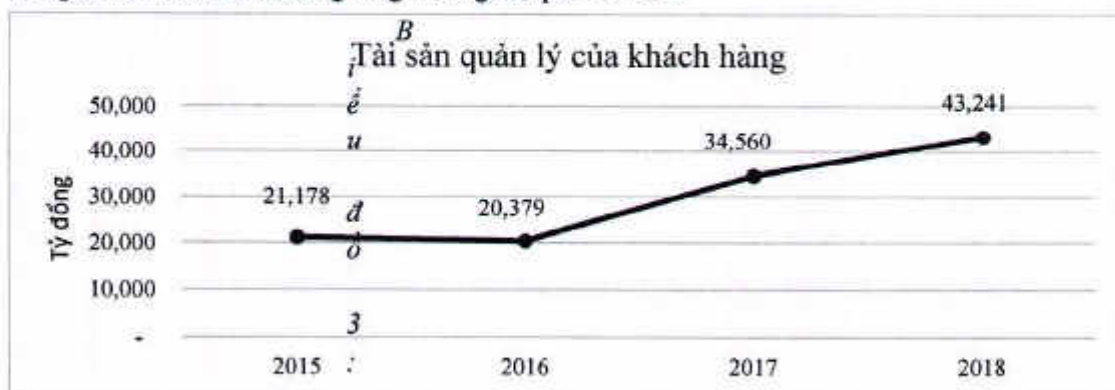 Tài sản quản lý của khách hàng
B
i
ể
u
đ
ồ
3
:
Tỷ đồng
50,000
40,000
30,000
20,000
10,000
-
21,178
20,379
34,560
43,241
2015
2016
2017
2018